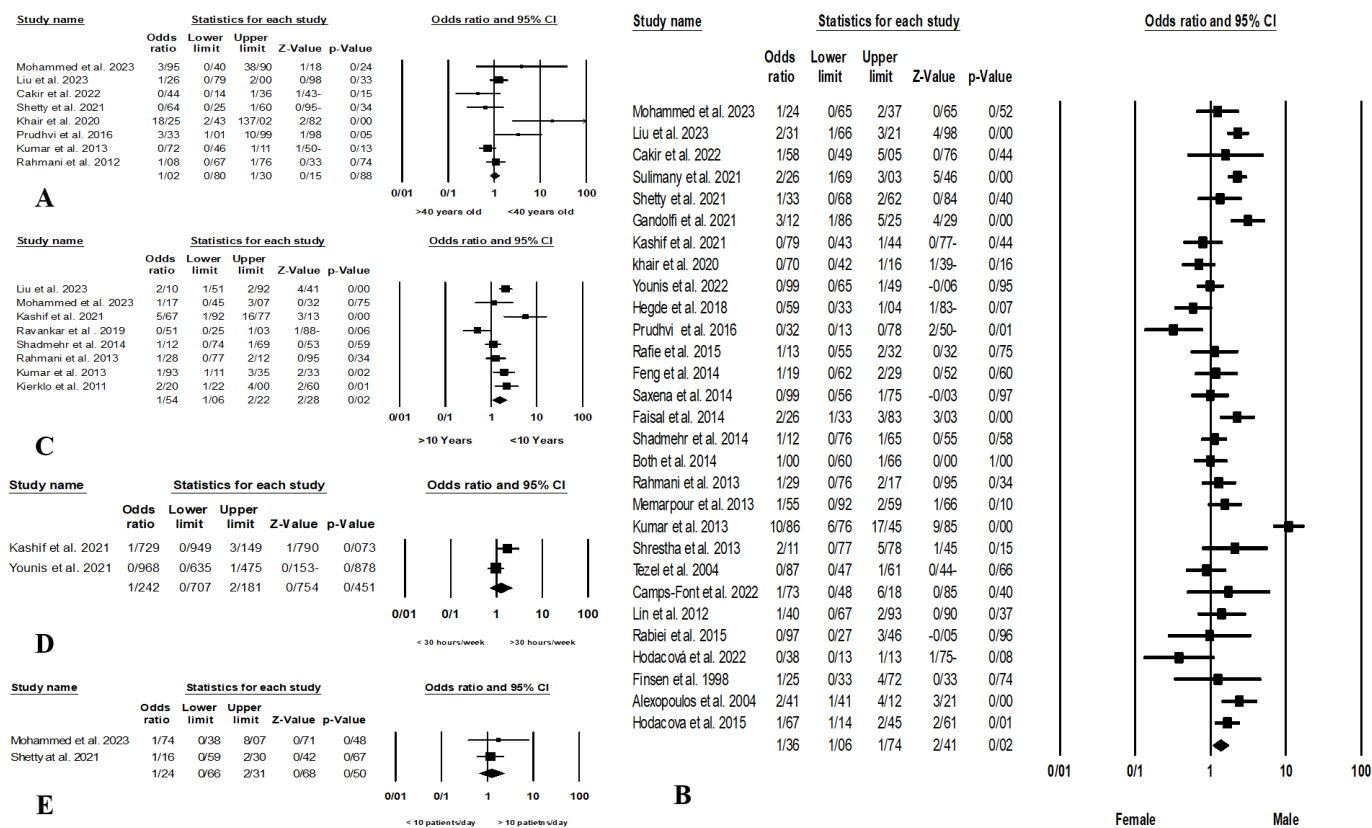 Study name Statistics for each study Odds ratio and 95% CI
Odds ratio Lower limit Upper limit Z-Value p-Value
Mohammed et al. 2023 3/95 0/40 38/90 1/18 0/24
Liu et al. 2023 1/26 0/79 2/00 0/98 0/33
Cakir et al. 2022 0/44 0/14 1/36 1/43- 0/15
Shetty et al. 2021 0/64 0/25 1/60 0/95- 0/34
Khair et al. 2020 18/25 2/43 137/02 2/82 0/00
Prudhvi et al. 2016 3/33 1/01 10/99 1/98 0/05
Kumar et al. 2013 0/72 0/46 1/11 1/50- 0/13
Rahmani et al. 2012 1/08 0/67 1/76 0/33 0/74
1/02 0/80 1/30 0/15 0/88
0/01 0/1 1 10 100
>40 years old <40 years old
A
Study name Statistics for each study Odds ratio and 95% CI
Odds ratio Lower limit Upper limit Z-Value p-Value
Liu et al. 2023 2/10 1/51 2/92 4/41 0/00
Mohammed et al. 2023 1/17 0/45 3/07 0/32 0/75
Kashif et al. 2021 5/67 1/92 16/77 3/13 0/00
Ravankar et al . 2019 0/51 0/25 1/03 1/88- 0/06
Shadmehr et al. 2014 1/12 0/74 1/69 0/53 0/59
Rahmani et al. 2013 1/28 0/77 2/12 0/95 0/34
Kumar et al. 2013 1/93 1/11 3/35 2/33 0/02
Kierklo et al. 2011 2/20 1/22 4/00 2/60 0/01
1/54 1/06 2/22 2/28 0/02
0/01 0/1 1 10 100
>10 Years <10 Years
C
Study name Statistics for each study Odds ratio and 95% CI
Odds ratio Lower limit Upper limit Z-Value p-Value
Kashif et al. 2021 1/729 0/949 3/149 1/790 0/073
Younis et al. 2021 0/968 0/635 1/475 0/153- 0/878
1/242 0/707 2/181 0/754 0/451
0/01 0/1 1 10 100
< 30 hours/week >30 hours/week
D
Study name Statistics for each study Odds ratio and 95% CI
Odds ratio Lower limit Upper limit Z-Value p-Value
Mohammed et al. 2023 1/74 0/38 8/07 0/71 0/48
Shetty at al. 2021 1/16 0/59 2/30 0/42 0/67
1/24 0/66 2/31 0/68 0/50
0/01 0/1 1 10 100
< 10 patients/day > 10 patietns/day
E
Study name Statistics for each study Odds ratio and 95% CI
Odds ratio Lower limit Upper limit Z-Value p-Value
Mohammed et al. 2023 1/24 0/65 2/37 0/65 0/52
Liu et al. 2023 2/31 1/66 3/21 4/98 0/00
Cakir et al. 2022 1/58 0/49 5/05 0/76 0/44
Sulimany et al. 2021 2/26 1/69 3/03 5/46 0/00
Shetty et al. 2021 1/33 0/68 2/62 0/84 0/40
Gandolfi et al. 2021 3/12 1/86 5/25 4/29 0/00
Kashif et al. 2021 0/79 0/43 1/44 0/77- 0/44
khair et al. 2020 0/70 0/42 1/16 1/39- 0/16
Younis et al. 2022 0/99 0/65 1/49 -0/06 0/95
Hegde et al. 2018 0/59 0/33 1/04 1/83- 0/07
Prudhvi et al. 2016 0/32 0/13 0/78 2/50- 0/01
Rafie et al. 2015 1/13 0/55 2/32 0/32 0/75
Feng et al. 2014 1/19 0/62 2/29 0/52 0/60
Saxena et al. 2014 0/99 0/56 1/75 -0/03 0/97
Faisal et al. 2014 2/26 1/33 3/83 3/03 0/00
Shadmehr et al. 2014 1/12 0/76 1/65 0/55 0/58
Both et al. 2014 1/00 0/60 1/66 0/00 1/00
Rahmani et al. 2013 1/29 0/76 2/17 0/95 0/34
Memarpour et al. 2013 1/55 0/92 2/59 1/66 0/10
Kumar et al. 2013 10/86 6/76 17/45 9/85 0/00
Shrestha et al. 2013 2/11 0/77 5/78 1/45 0/15
Tezel et al. 2004 0/87 0/47 1/61 0/44- 0/66
Camps-Font et al. 2022 1/73 0/48 6/18 0/85 0/40
Lin et al. 2012 1/40 0/67 2/93 0/90 0/37
Rabiei et al. 2015 0/97 0/27 3/46 -0/05 0/96
Hodacová et al. 2022 0/38 0/13 1/13 1/75- 0/08
Finsen et al. 1998 1/25 0/33 4/72 0/33 0/74
Alexopoulos et al. 2004 2/41 1/41 4/12 3/21 0/00
Hodacova et al. 2015 1/67 1/14 2/45 2/61 0/01
1/36 1/06 1/74 2/41 0/02
0/01 0/1 1 10 100
Female Male
B